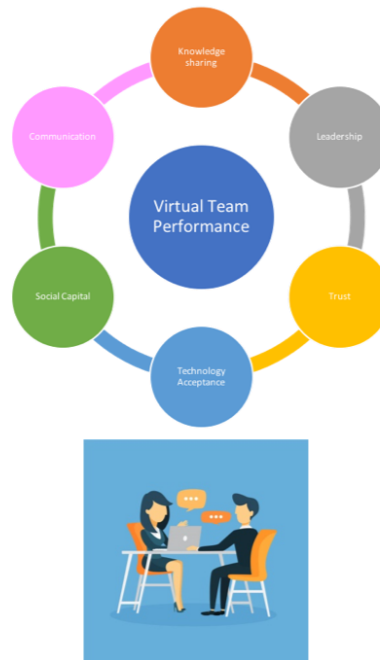 Knowledge
sharing
Communication
Leadership
Virtual Team
Performance
Social Capital
Trust
Technology
Acceptance